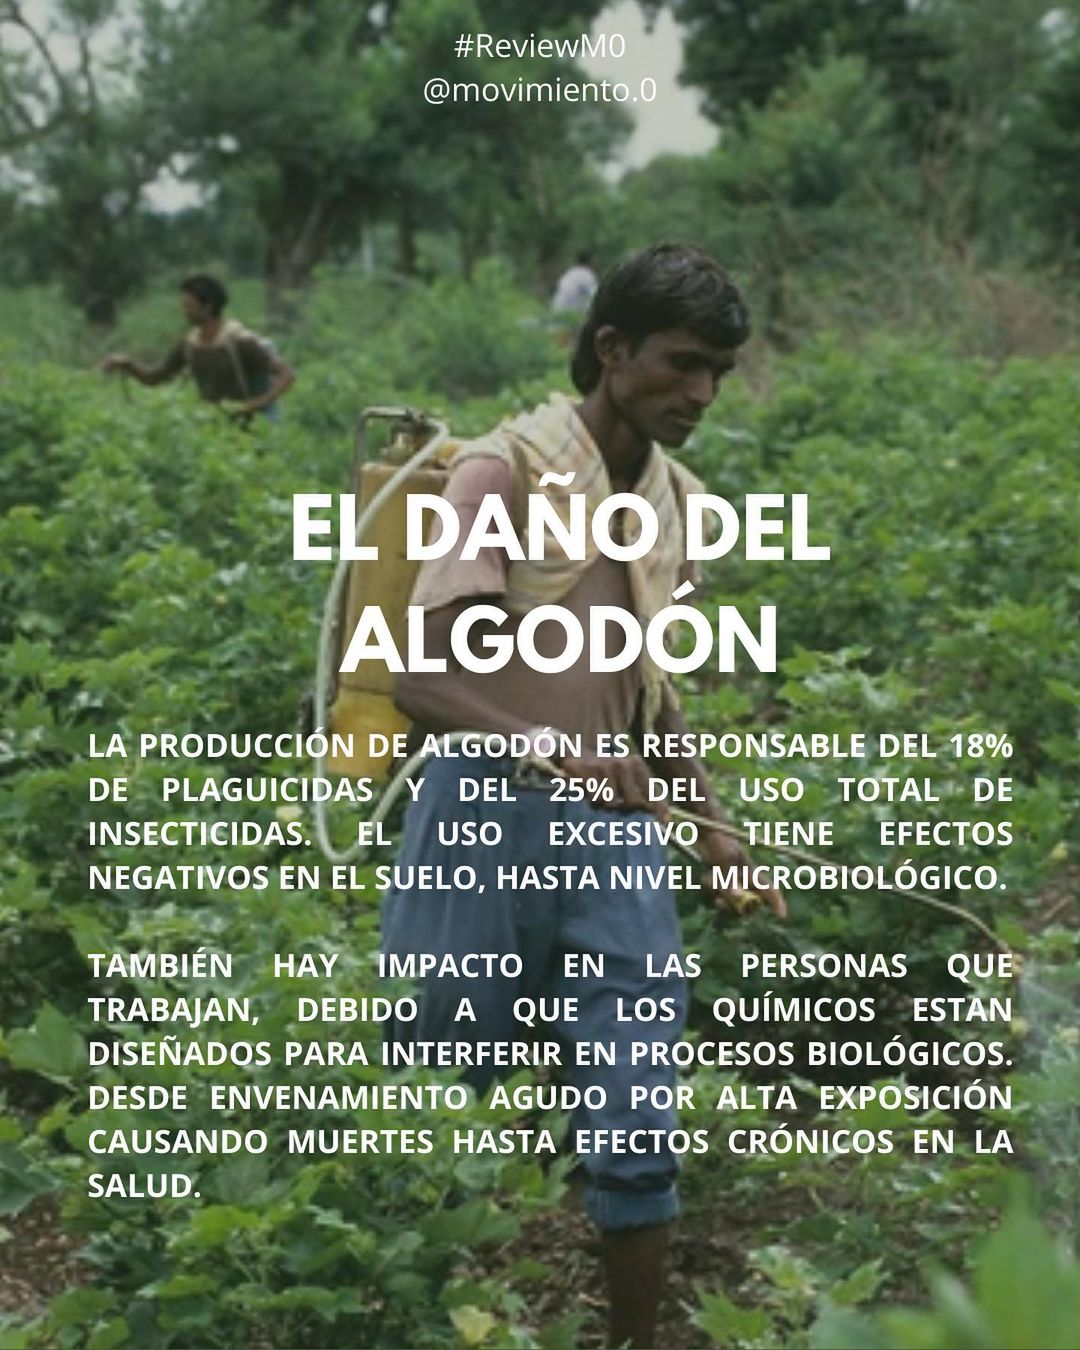 #ReviewM0
@movimiento.0
EL DAÑO DEL
ALGODÓN
LA PRODUCCIÓN DE ALGODÓN ES RESPONSABLE DEL 18%
DE PLAGUICIDAS Y DEL 25% DEL USO TOTAL DE
INSECTICIDAS. EL USO EXCESIVO TIENE EFECTOS
NEGATIVOS EN EL SUELO, HASTA NIVEL MICROBIOLÓGICO.
TAMBIÉN HAY IMPACTO EN LAS PERSONAS QUE
TRABAJAN, DEBIDO A QUE LOS QUÍMICOS ESTAN
DISEÑADOS PARA INTERFERIR EN PROCESOS BIOLÓGICOS.
DESDE ENVENAMIENTO AGUDO POR ALTA EXPOSICIÓN
CAUSANDO MUERTES HASTA EFECTOS CRÓNICOS EN LA
SALUD.